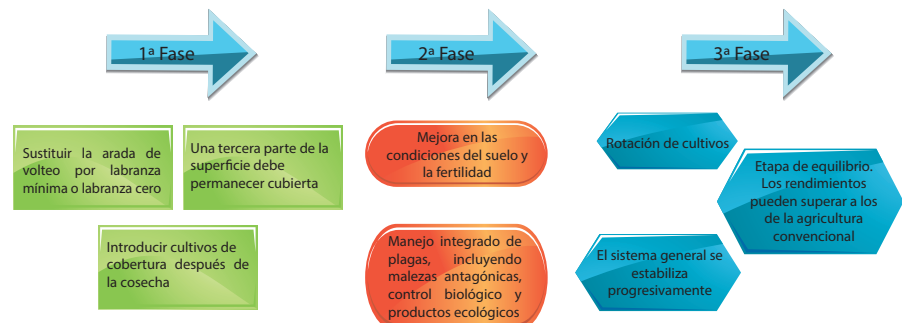 1ª Fase
2ª Fase
3ª Fase
Sustituir la arada de
volteo por labranza
mínima o labranza cero
Una tercera parte de la
superficie debe
permanecer cubierta
Introducir cultivos de
cobertura después de
la cosecha
Mejora en las
condiciones del suelo y
la fertilidad
Manejo integrado de
plagas, incluyendo
malezas antagónicas,
control biológico y
productos ecológicos
Rotación de cultivos
Etapa de equilibrio.
Los rendimientos
pueden superar a los
de la agricultura
convencional
El sistema general se
estabiliza
progresivamente